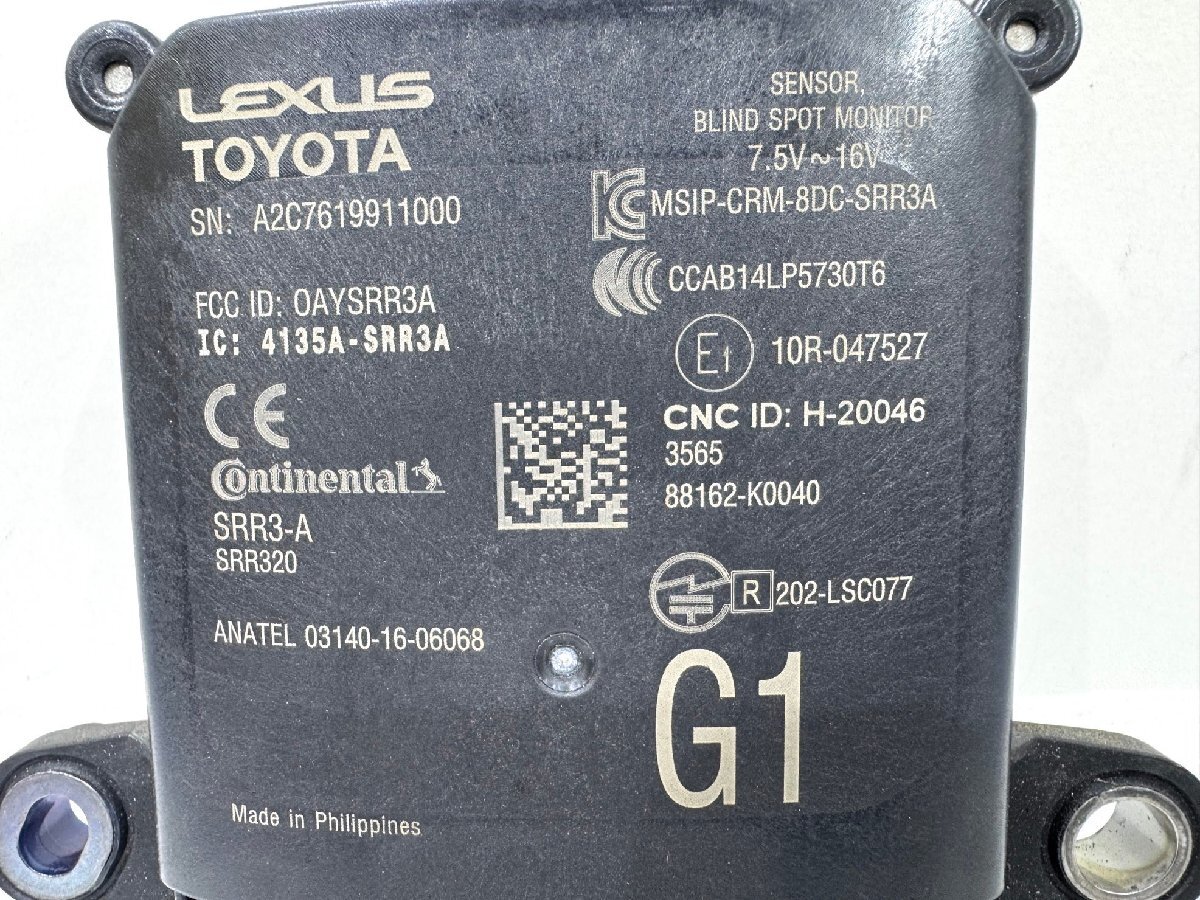 LEXUS
TOYOTA
SN: A2C7619911000
FCC ID: OAYSRR3A
IC: 4135A-SRR3A
CE
Continental
SRR3-A
SRR320
ANATEL 03140-16-06068
Made in Philippines
SENSOR,
BLIND SPOT MONITOR
7.5V~16V
MSIP-CRM-8DC-SRR3A
CCAB14LP5730T6
E1 10R-047527
CNC ID: H-20046
3565
88162-K0040
R 202-LSC077
G1